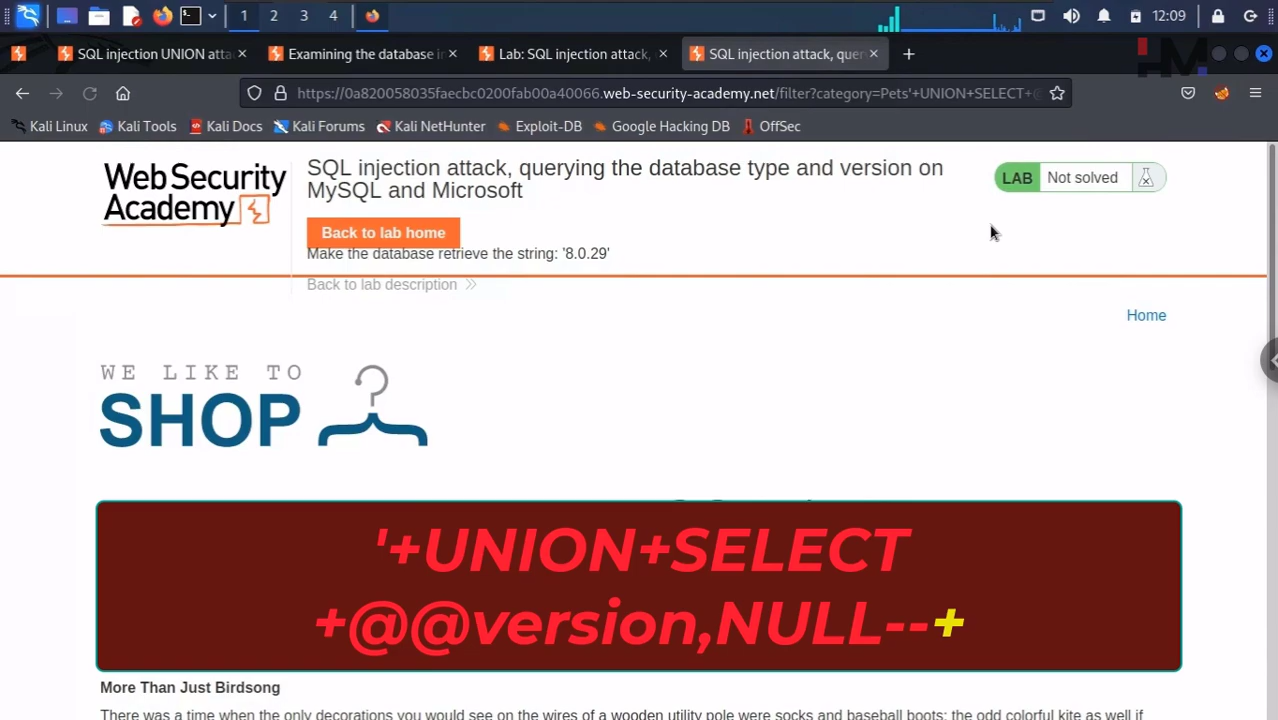 1 2 3 4 12:09
SQL injection UNION atta
Examining the database in
Lab: SQL injection attack,
SQL injection attack, quer
HM
https://0a820058035faecbc0200fab00a40066.web-security-academy.net/filter?category=Pets'+UNION+SELECT+@
Kali Linux Kali Tools Kali Docs Kali Forums Kali NetHunter Exploit-DB Google Hacking DB OffSec
Web Security
Academy
SQL injection attack, querying the database type and version on
MySQL and Microsoft
LAB Not solved
Back to lab home
Make the database retrieve the string: '8.0.29'
Back to lab description
Home
WE LIKE TO
SHOP
'+UNION+SELECT
+@@version,NULL--+
More Than Just Birdsong
There was a time when the only decorations you would see on the wires of a wooden utility pole were socks and baseball boots; the odd colorful kite as well if